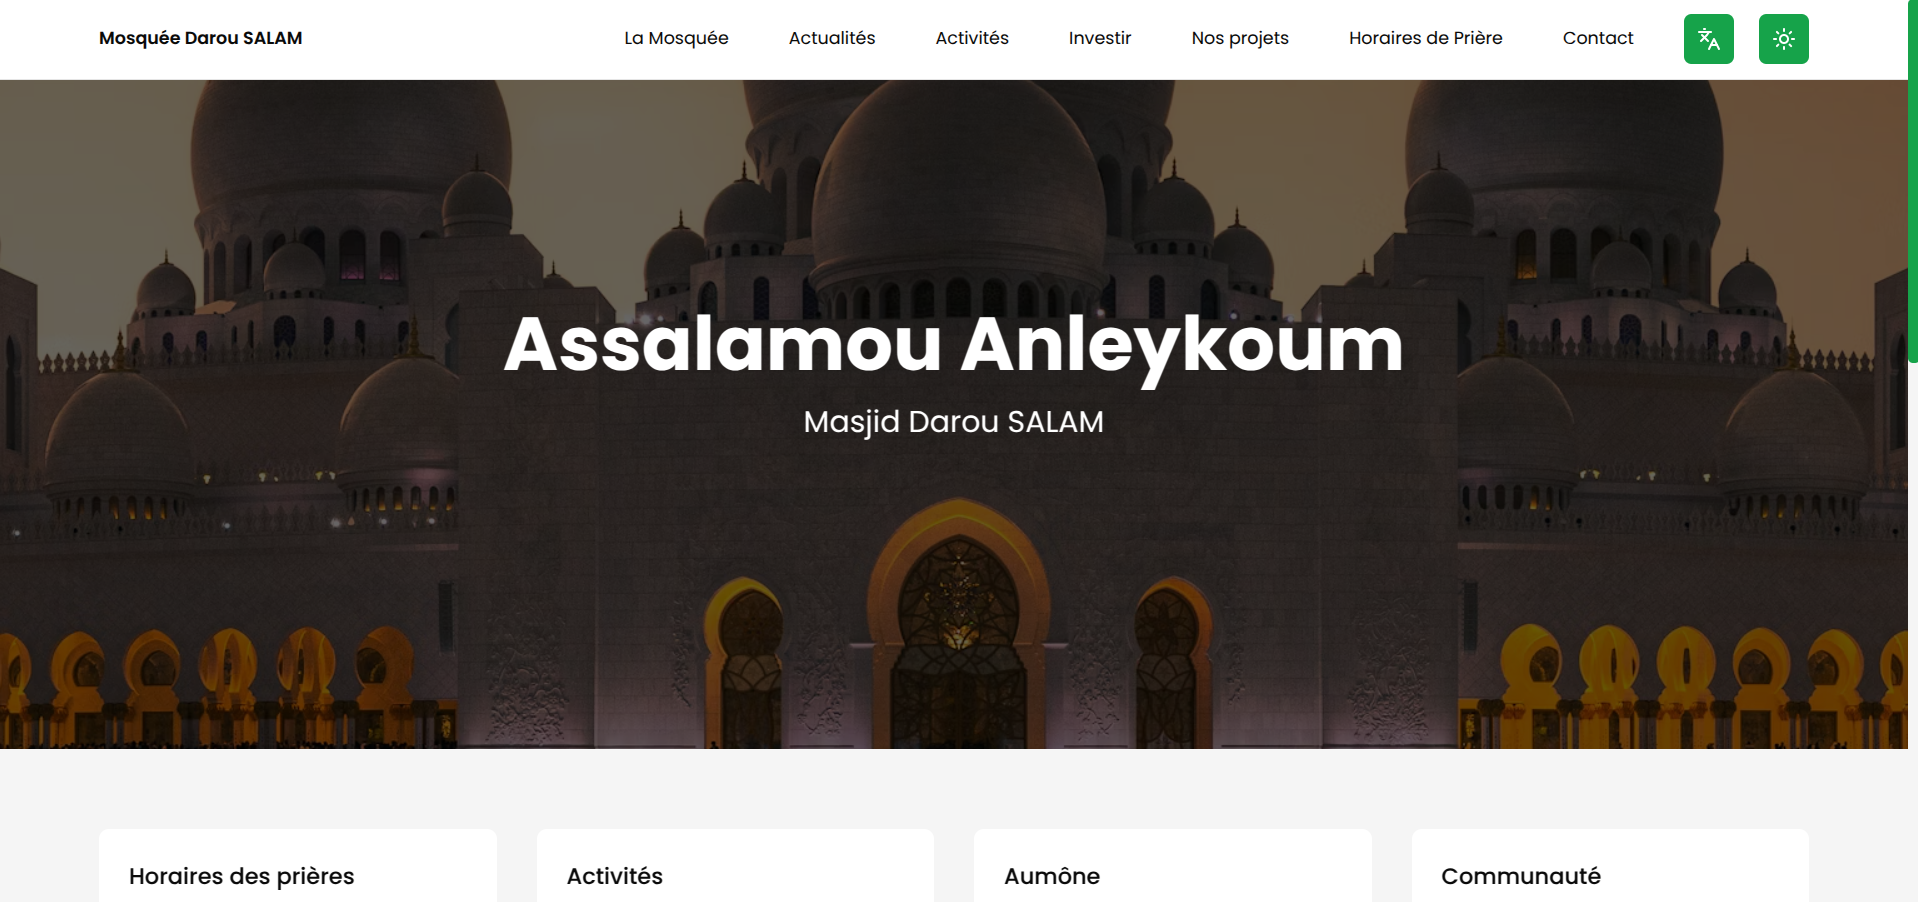 Mosquée Darou SALAM
La Mosquée
Actualités
Activités
Investir
Nos projets
Horaires de Prière
Contact
Assalamou Anleykoum
Masjid Darou SALAM
Horaires des prières
Activités
Aumône
Communauté